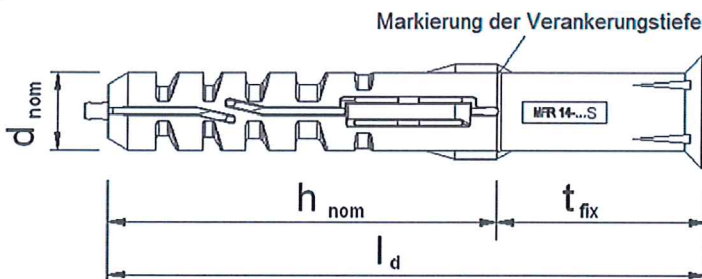 Markierung der Verankerungstiefe
d nom
MFR 14-...S
h nom
t fix
l d